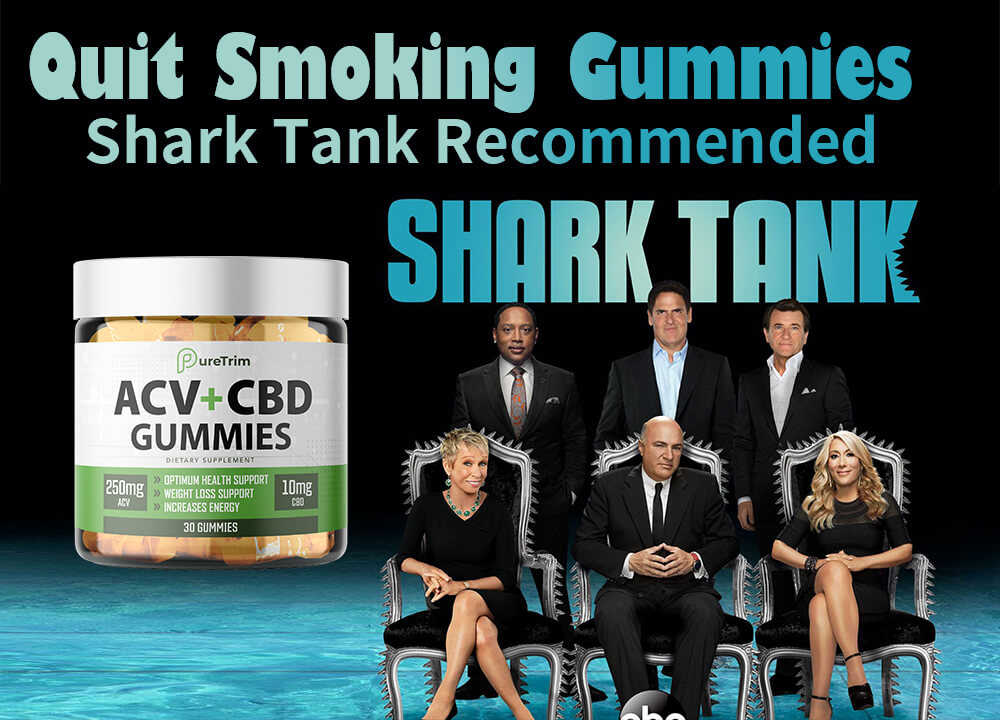 Quit Smoking Gummies
Shark Tank Recommended
SHARK TANK
PureTrim
ACV+CBD
GUMMIES
DIETARY SUPPLEMENT
250mg
ACV
» OPTIMUM HEALTH SUPPORT
» WEIGHT LOSS SUPPORT
» INCREASES ENERGY
10mg
CBD
30 GUMMIES
abc